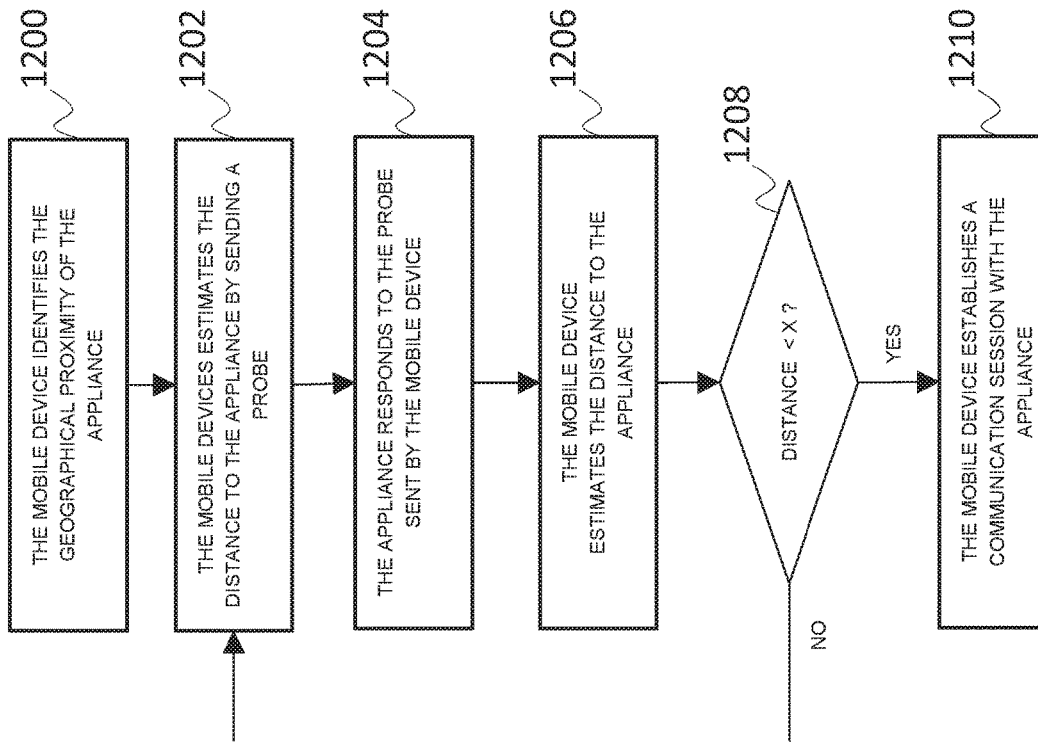 THE MOBILE DEVICE IDENTIFIES THE
GEOGRAPHICAL PROXIMITY OF THE
APPLIANCE
1200
THE MOBILE DEVICES ESTIMATES THE
DISTANCE TO THE APPLIANCE BY SENDING A
PROBE
1202
THE APPLIANCE RESPONDS TO THE PROBE
SENT BY THE MOBILE DEVICE
1204
THE MOBILE DEVICE
ESTIMATES THE DISTANCE TO THE
APPLIANCE
1206
DISTANCE < X ?
1208
NO
YES
THE MOBILE DEVICE ESTABLISHES A
COMMUNICATION SESSION WITH THE
APPLIANCE
1210